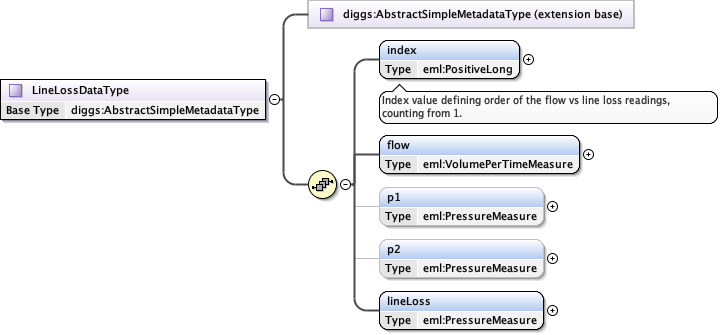 diggs:AbstractSimpleMetadataType (extension base)
index
Type eml:PositiveLong
LineLossDataType
Base Type diggs:AbstractSimpleMetadataType
Index value defining order of the flow vs line loss readings,
counting from 1.
flow
Type eml:VolumePerTimeMeasure
p1
Type eml:PressureMeasure
p2
Type eml:PressureMeasure
lineLoss
Type eml:PressureMeasure